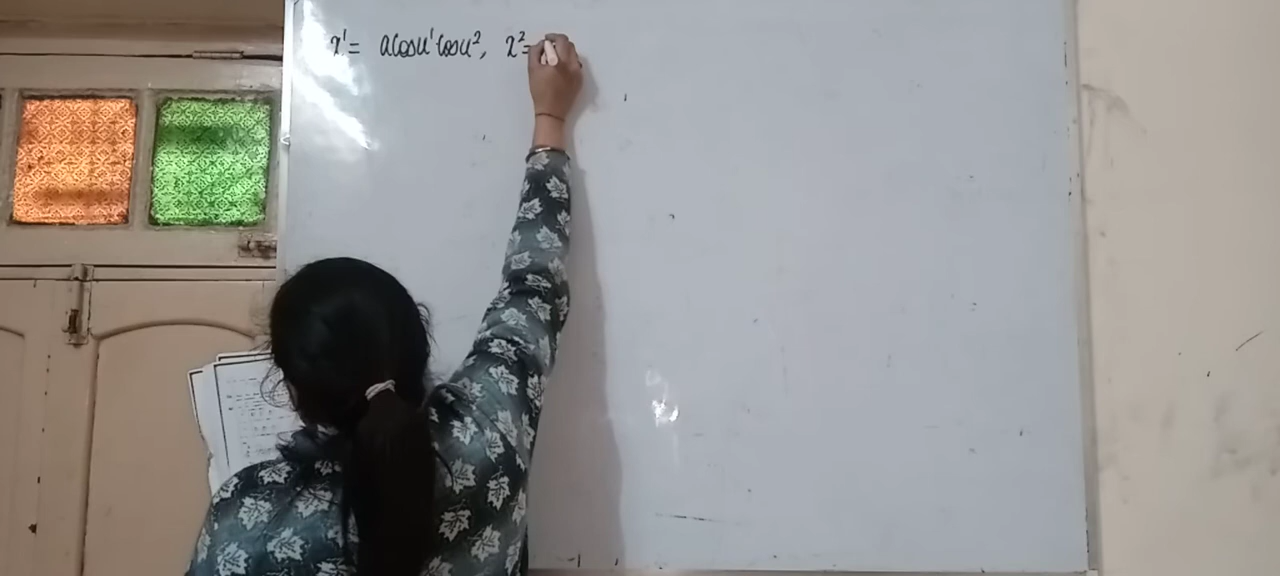 x¹ = a cos u¹ cos u², x² =